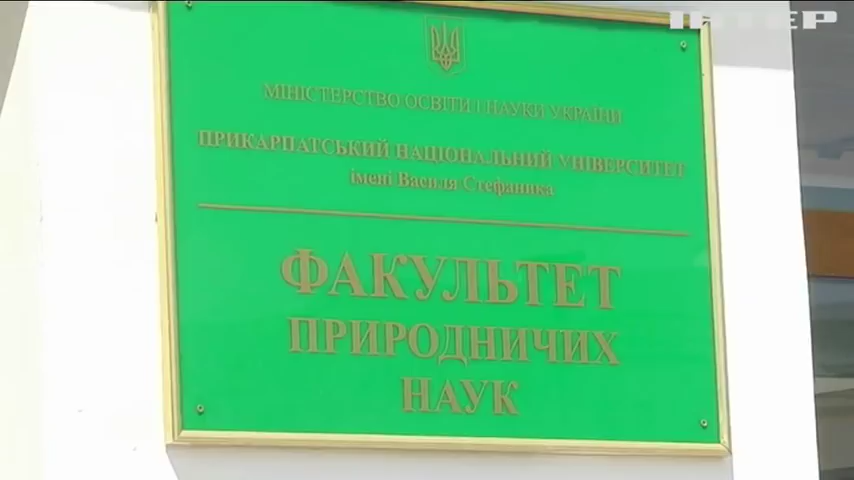 ІНТЕР
МІНІСТЕРСТВО ОСВІТИ І НАУКИ УКРАЇНИ
ПРИКАРПАТСЬКИЙ НАЦІОНАЛЬНИЙ УНІВЕРСИТЕТ
імені Василя Стефаника
ФАКУЛЬТЕТ
ПРИРОДНИЧИХ
НАУК